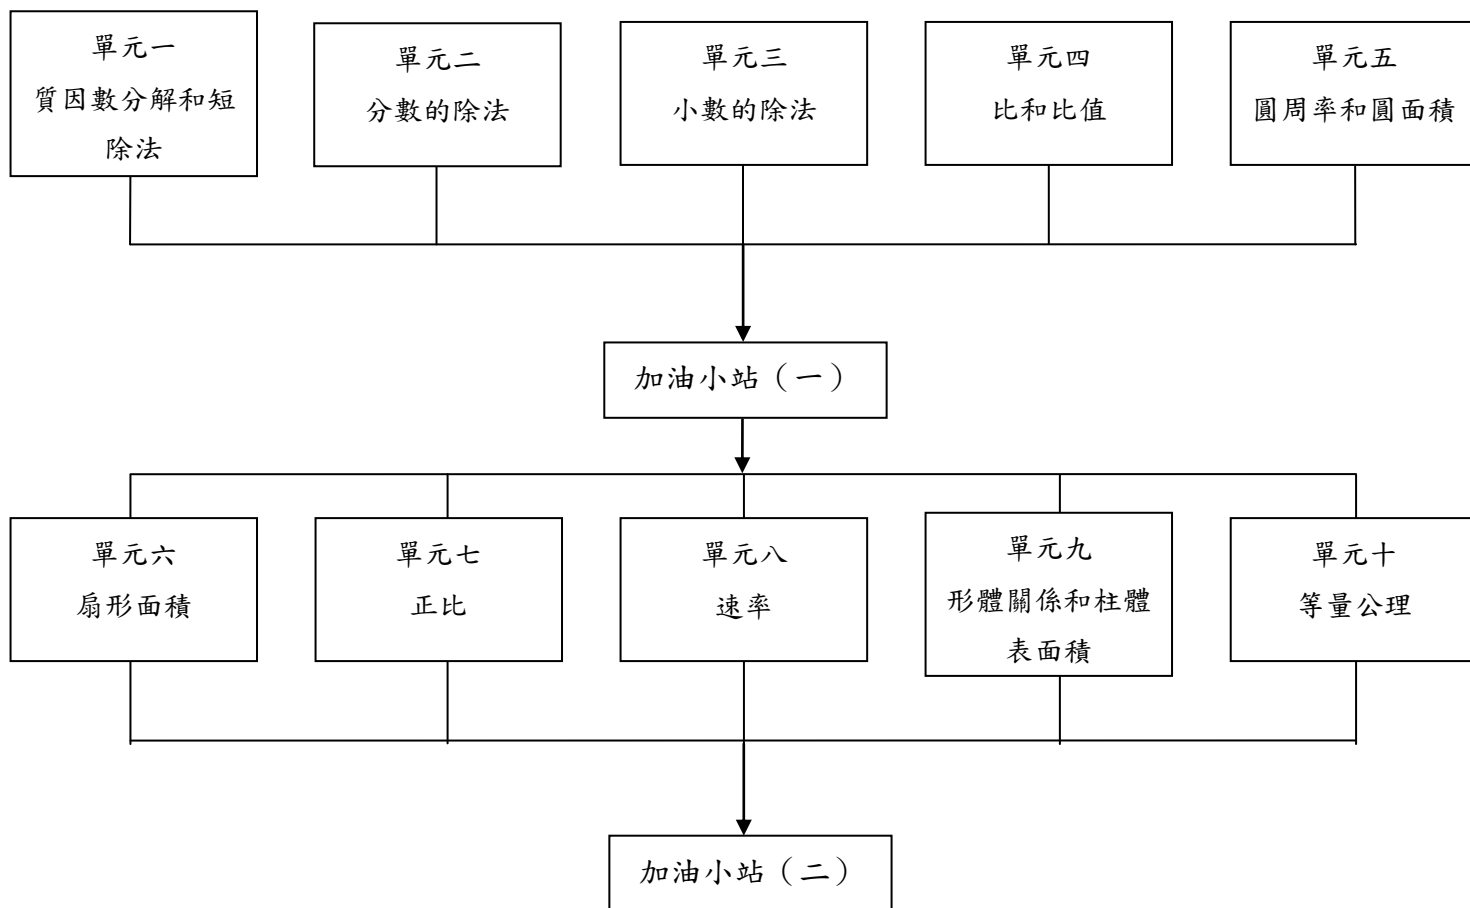 單元一
質因數分解和短
除法
單元二
分數的除法
單元三
小數的除法
單元四
比和比值
單元五
圓周率和圓面積
加油小站（一）
單元六
扇形面積
單元七
正比
單元八
速率
單元九
形體關係和柱體
表面積
單元十
等量公理
加油小站（二）